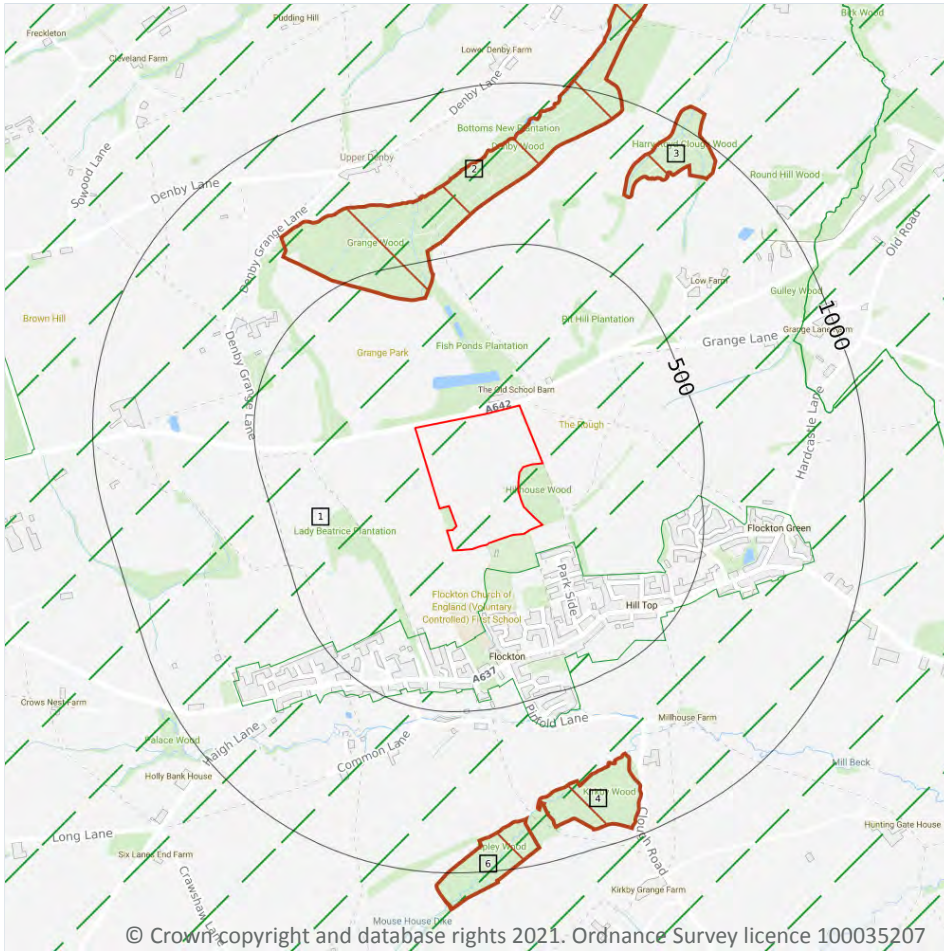 Freckleton
Pudding Hill
Birk Wood
Cleveland Farm
Lower Denby Farm
Denby Lane
Bottoms New Plantation
Denby Wood
3
Upper Denby
2
Round Hill Wood
Sowood Lane
Denby Lane
Old Road
Denby Grange Lane
Grange Wood
Low Farm
Gulley Wood
Brown Hill
Pit Hill Plantation
1000
Grange Lane Farm
Denby Grange Lane
Grange Park
Fish Ponds Plantation
Grange Lane
500
The Old School Barn
A642
The Rough
Hardcastle Lane
Hillhouse Wood
1
Lady Beatrice Plantation
Flockton Green
Park Side
Flockton Church of
England (Voluntary
Controlled) First School
Hill Top
Flockton
A637
Crows Nest Farm
Pinfold Lane
Millhouse Farm
Haigh Lane
Palace Wood
Common Lane
Mill Beck
Holly Bank House
Kirkby Wood
4
Clough Road
Long Lane
Hunting Gate House
Six Lanes End Farm
6
Crawshaw Lane
Kirkby Grange Farm
Mouse House Dike
© Crown copyright and database rights 2021. Ordnance Survey licence 100035207